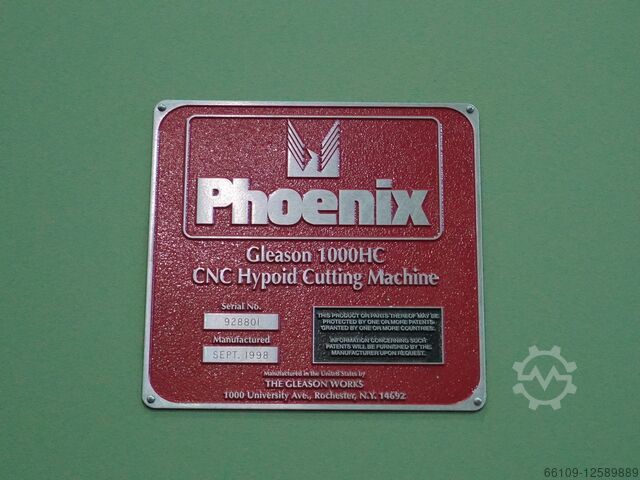 Phoenix
Gleason 1000HC
CNC Hypoid Cutting Machine
Serial No.
928801
Manufactured
SEPT. 1998
THIS PRODUCT OR PARTS THEREOF MAY BE
PROTECTED BY ONE OR MORE PATENTS
GRANTED BY ONE OR MORE COUNTRIES.
INFORMATION CONCERNING SUCH
PATENTS WILL BE FURNISHED BY THE
MANUFACTURER UPON REQUEST.
Manufactured in the United States by
THE GLEASON WORKS
1000 University Ave., Rochester, N.Y. 14692
66109-12589889